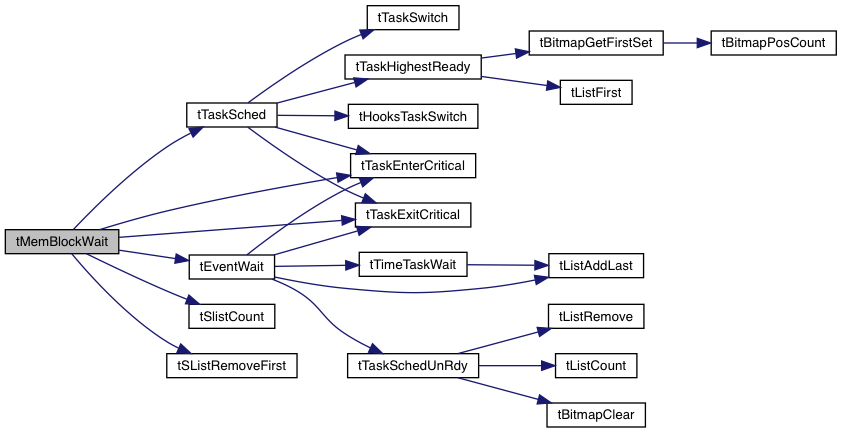 tTaskSwitch
tBitmapGetFirstSet
tBitmapPosCount
tTaskHighestReady
tListFirst
tTaskSched
tHooksTaskSwitch
tTaskEnterCritical
tTaskExitCritical
tMemBlockWait
tEventWait
tTimeTaskWait
tListAddLast
tSlistCount
tListRemove
tSListRemoveFirst
tTaskSchedUnRdy
tListCount
tBitmapClear